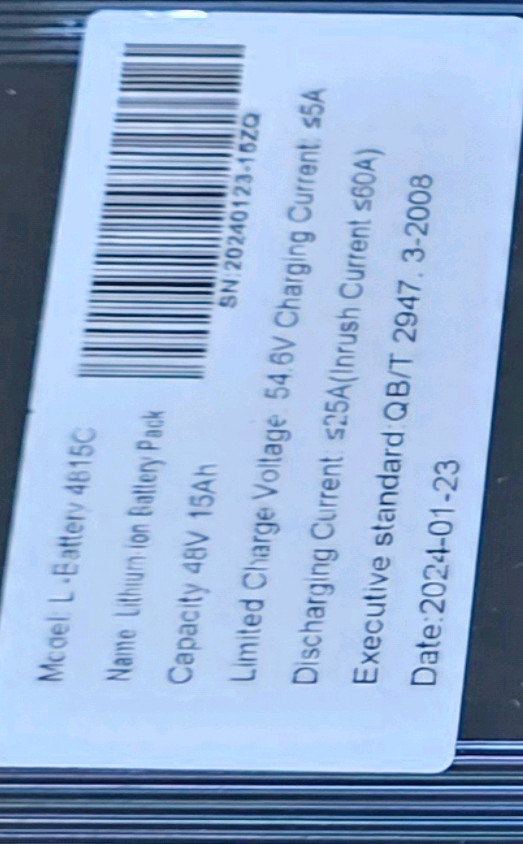 Model: L-Battery 4815C
Name Lithium-ion Battery Pack
Capacity 48V 15Ah
SN:20240123-15ZQ
Limited Charge Voltage: 54.6V Charging Current: ≤5A
Discharging Current: ≤25A(Inrush Current ≤60A)
Executive standard:QB/T 2947. 3-2008
Date:2024-01-23